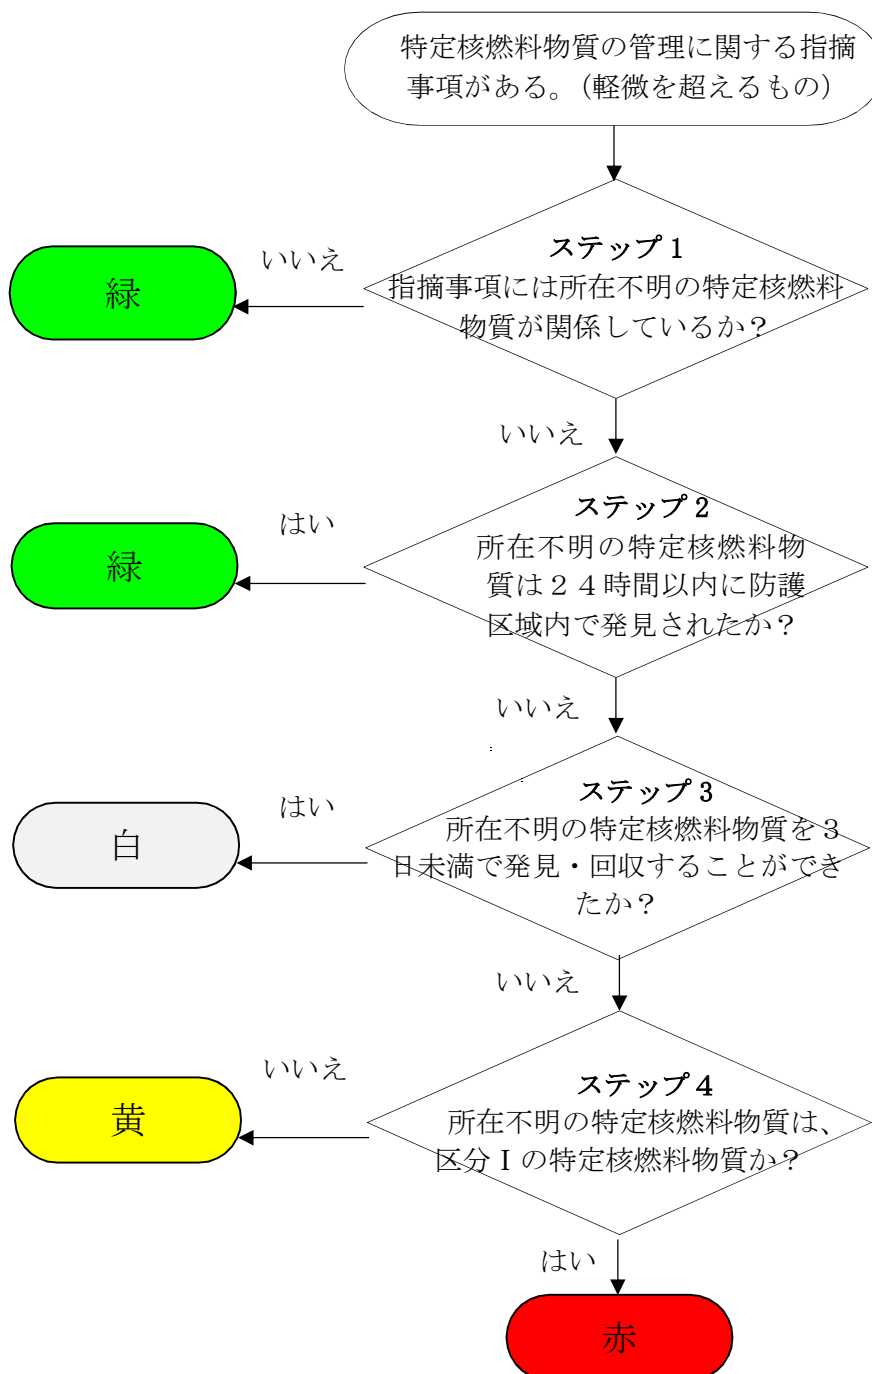 特定核燃料物質の管理に関する指摘
事項がある。（軽微を超えるもの）
ステップ１
いいえ
指摘事項には所在不明の特定核燃料
物質が関係しているか？
緑
いいえ
ステップ２
はい
所在不明の特定核燃料物
質は２４時間以内に防護
区域内で発見されたか？
緑
いいえ
ステップ３
はい
所在不明の特定核燃料物質を３
日未満で発見・回収することができ
たか？
白
いいえ
いいえ
ステップ４
所在不明の特定核燃料物質は、
区分Ⅰの特定核燃料物質か？
黄
はい
赤